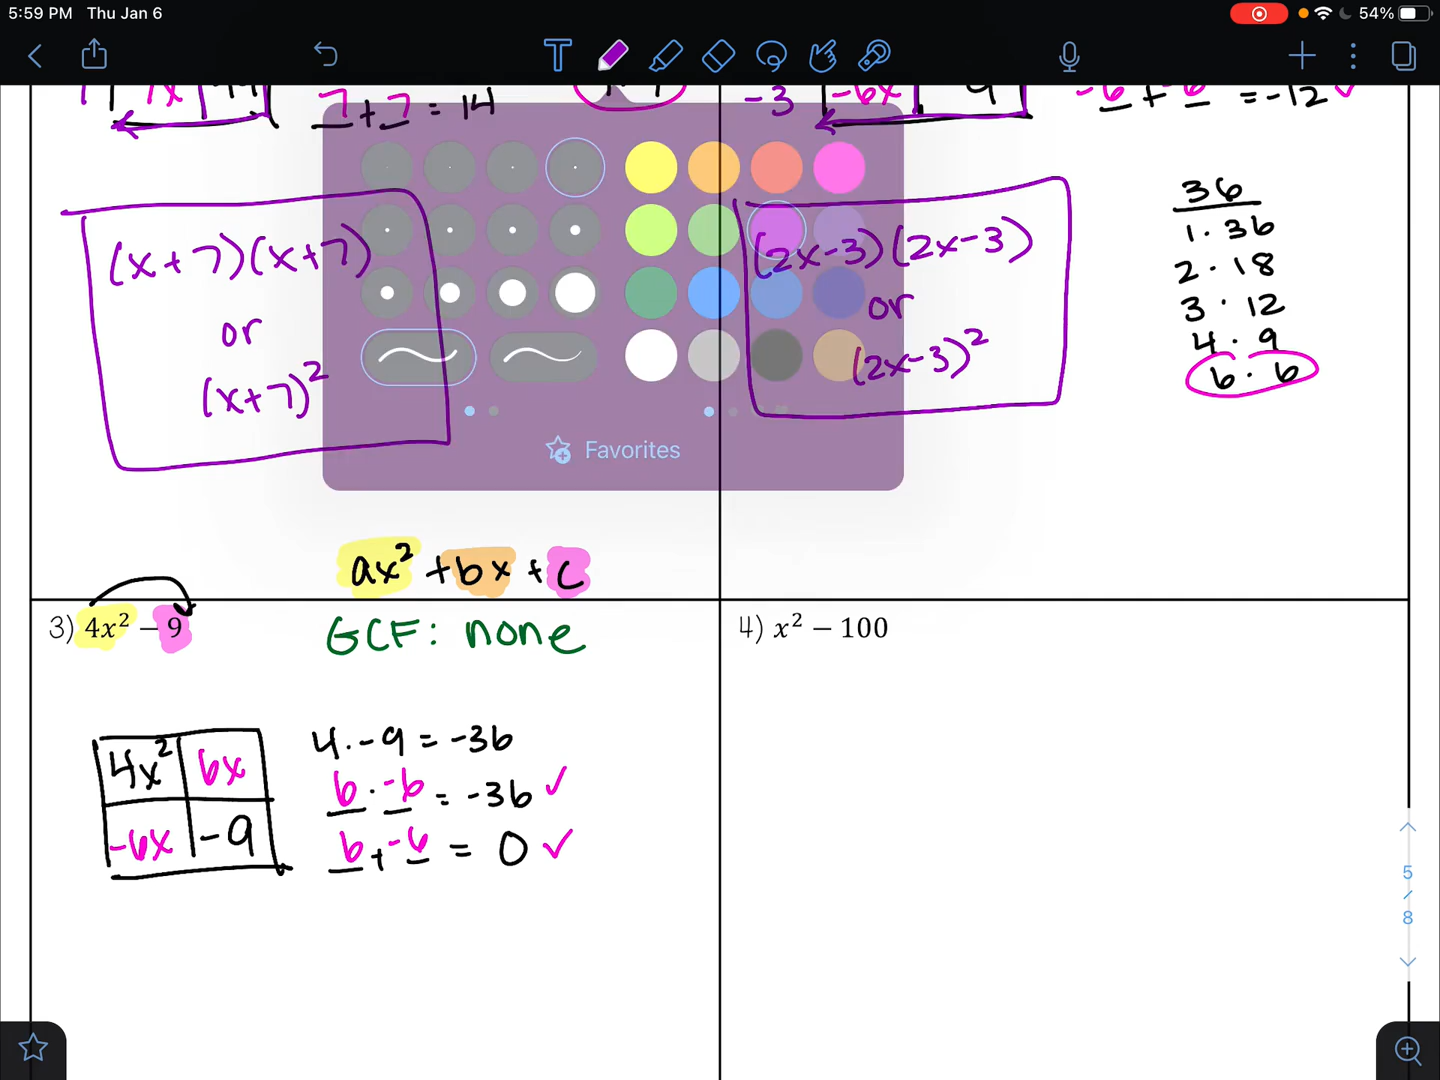 5:59 PM Thu Jan 6
54%
7x
7 + 7 = 14
-3
-6x
9
-6 + -6 = -12 ✓
(x+7)(x+7)
or
(x+7)²
(2x-3)(2x-3)
or
(2x-3)²
36
1 · 36
2 · 18
3 · 12
4 · 9
6 · 6
Favorites
ax² + bx + c
3) 4x² − 9
GCF: none
4x² 6x
-6x -9
4 · -9 = -36
6 · -6 = -36 ✓
6 + -6 = 0 ✓
4) x² − 100
5
/
8